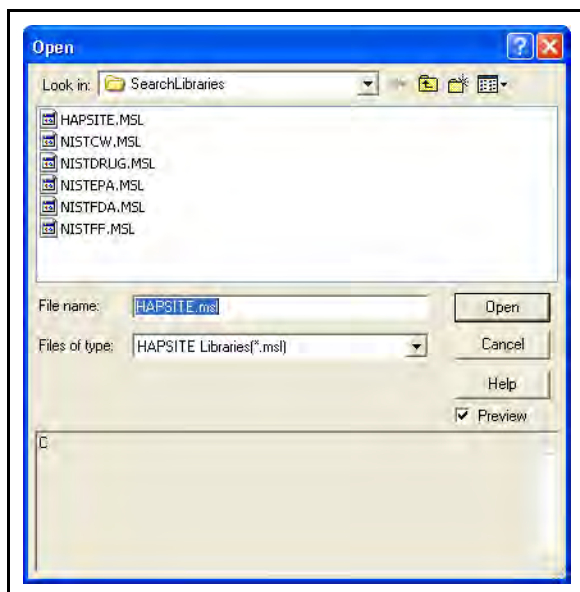 Open
Look in: SearchLibraries
HAPSITE.MSL
NISTCW.MSL
NISTDRUG.MSL
NISTEPA.MSL
NISTFDA.MSL
NISTFF.MSL
File name: HAPSITE.msl Open
Files of type: HAPSITE Libraries(*.msl) Cancel
Help
Preview
C